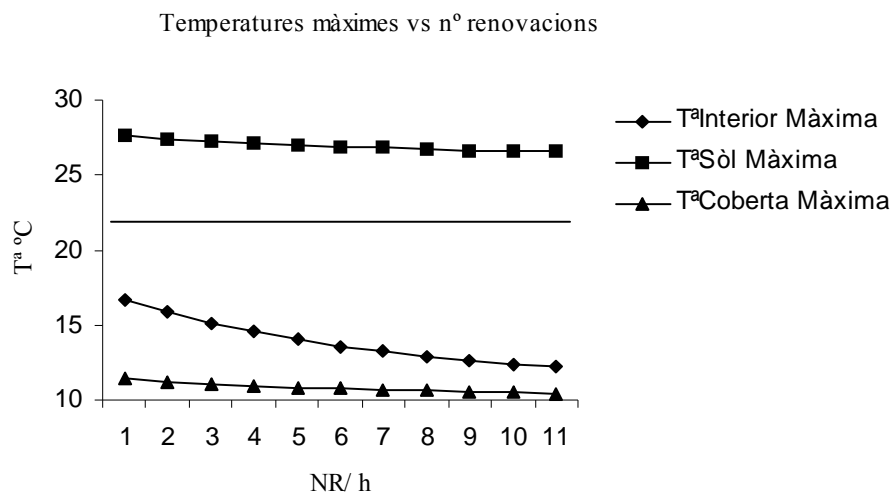 Temperatures màximes vs nº renovacions
30
25
20
15
10
Tª ºC
1 2 3 4 5 6 7 8 9 10 11
NR/ h
TªInterior Màxima
TªSòl Màxima
TªCoberta Màxima